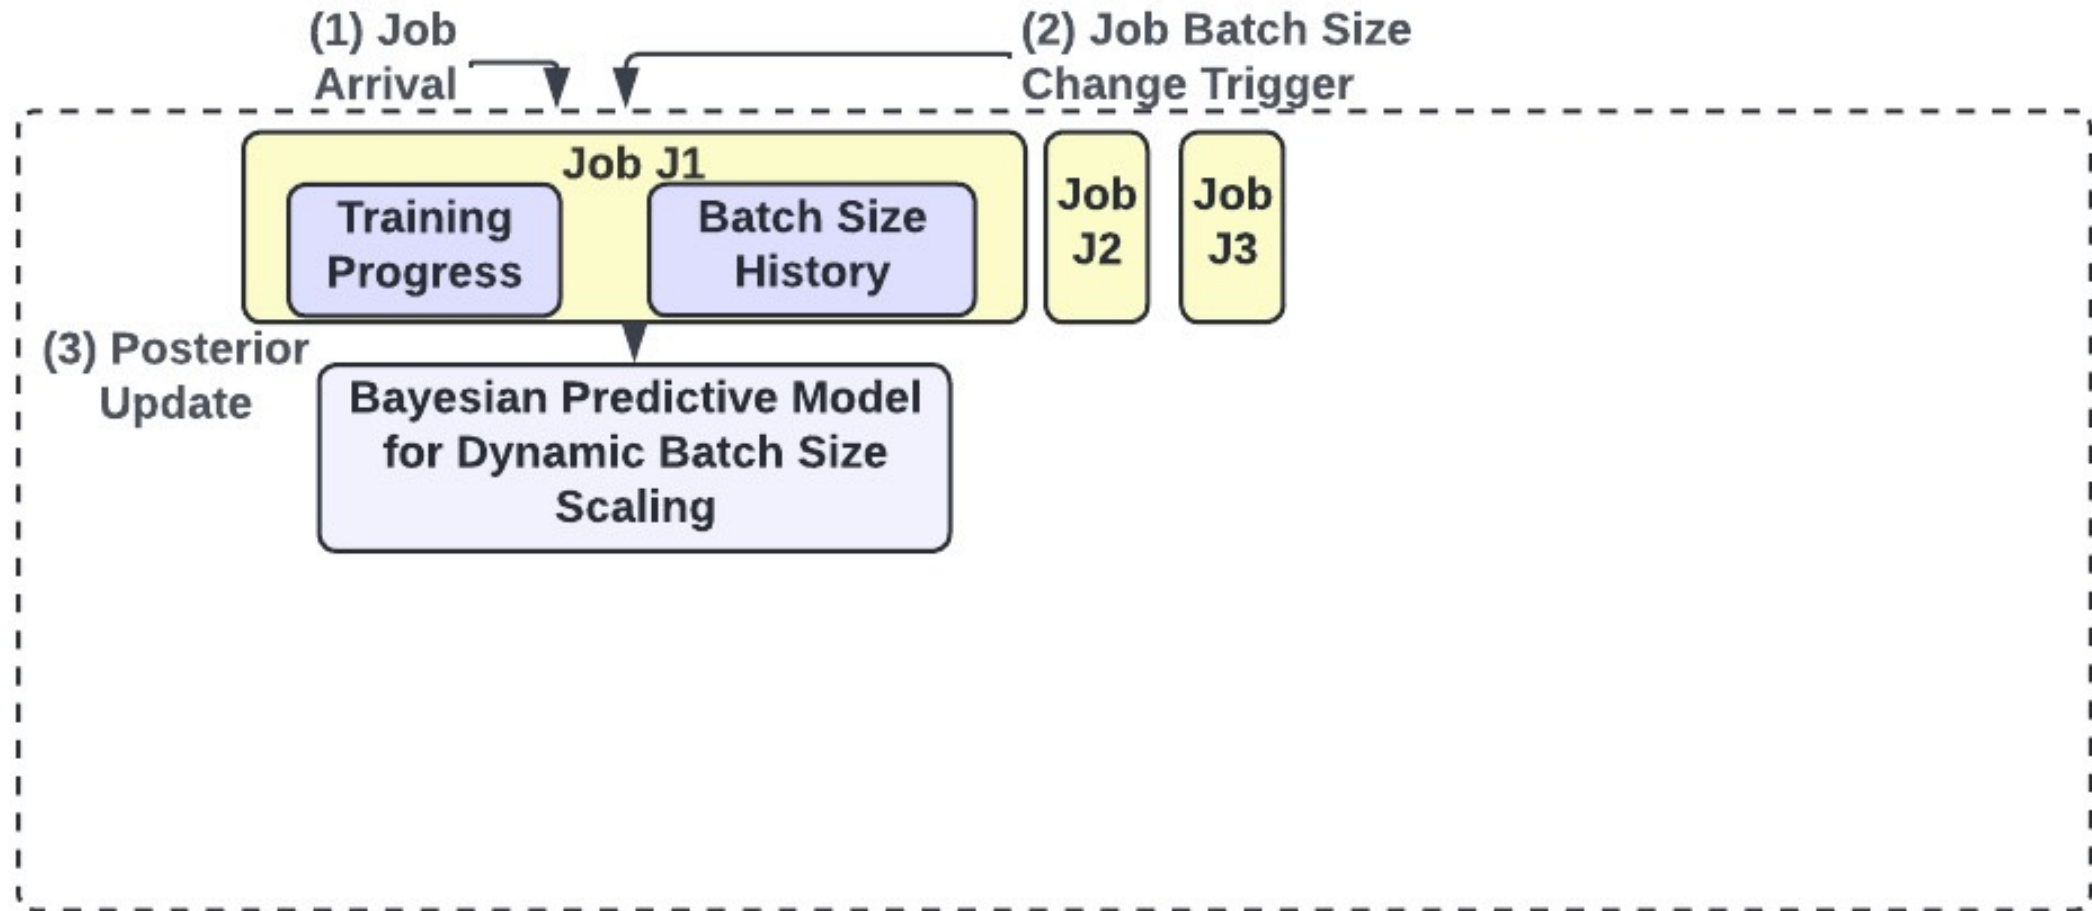 (1) Job
Arrival
(2) Job Batch Size
Change Trigger
Job J1
Training
Progress
Batch Size
History
Job
J2
Job
J3
(3) Posterior
Update
Bayesian Predictive Model
for Dynamic Batch Size
Scaling